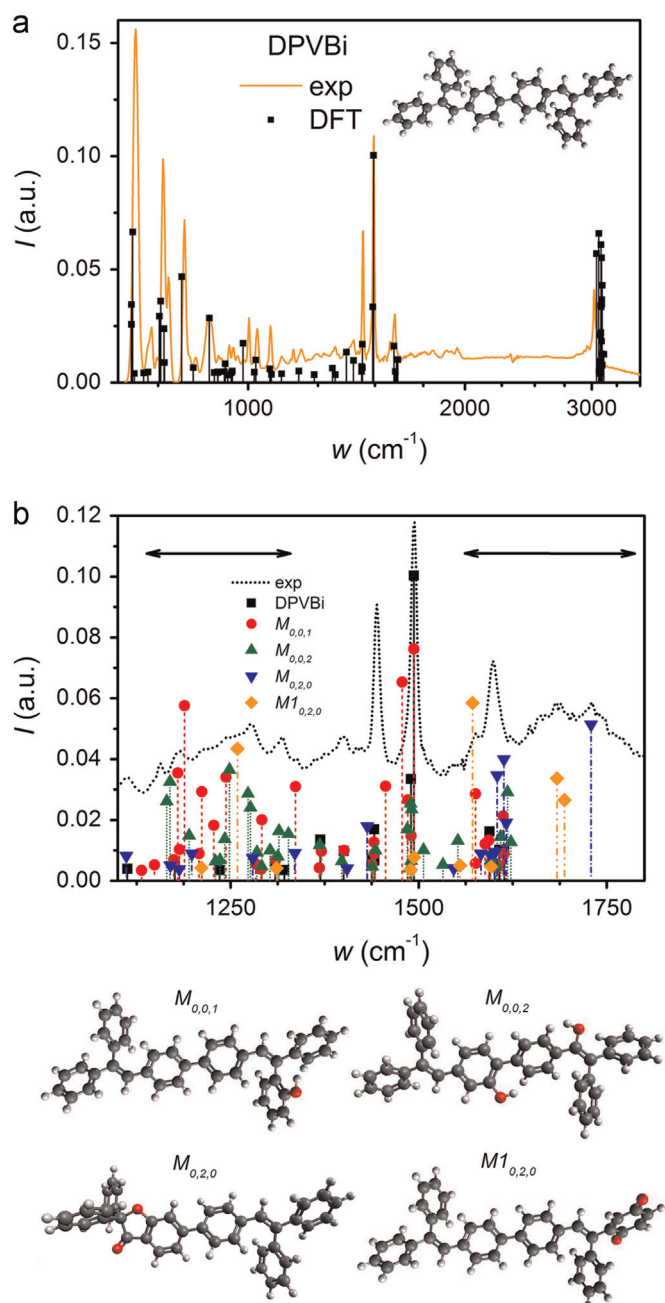 a
DPVBi
exp
DFT
I (a.u.)
0.15
0.10
0.05
0.00
1000 2000 3000
w (cm⁻¹)
b
I (a.u.)
0.12
0.10
0.08
0.06
0.04
0.02
0.00
exp
DPVBi
M₀,₀,₁
M₀,₀,₂
M₀,₂,₀
M1₀,₂,₀
1250 1500 1750
w (cm⁻¹)
M₀,₀,₁ M₀,₀,₂
M₀,₂,₀ M1₀,₂,₀